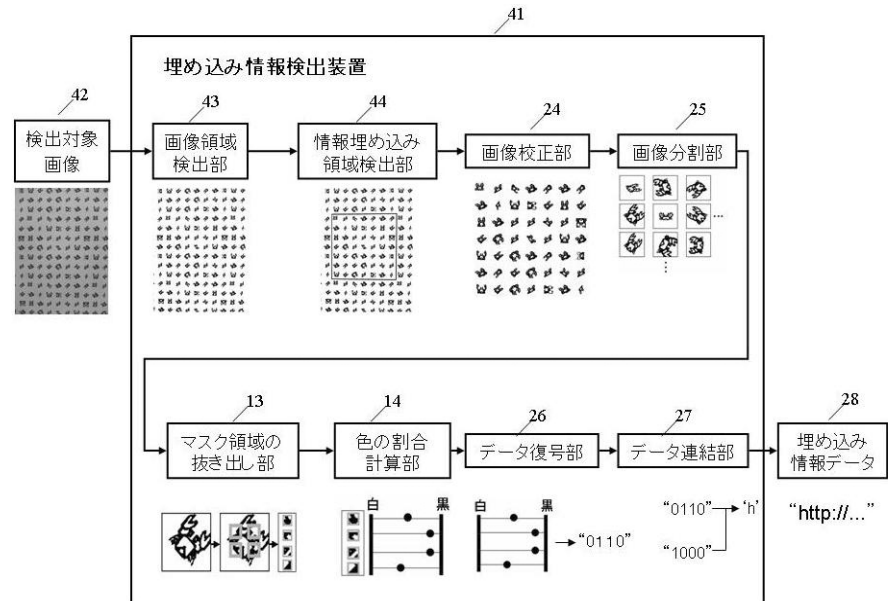 41
埋め込み情報検出装置
42
43
44
24
25
検出対象
画像
画像領域
検出部
情報埋め込み
領域検出部
画像校正部
画像分割部
…
⋮
13
14
26
27
28
マスク領域の
抜き出し部
色の割合
計算部
データ復号部
データ連結部
埋め込み
情報データ
白 黒
白 黒
“0110”
“0110”
‘h’
“1000”
“http://…”